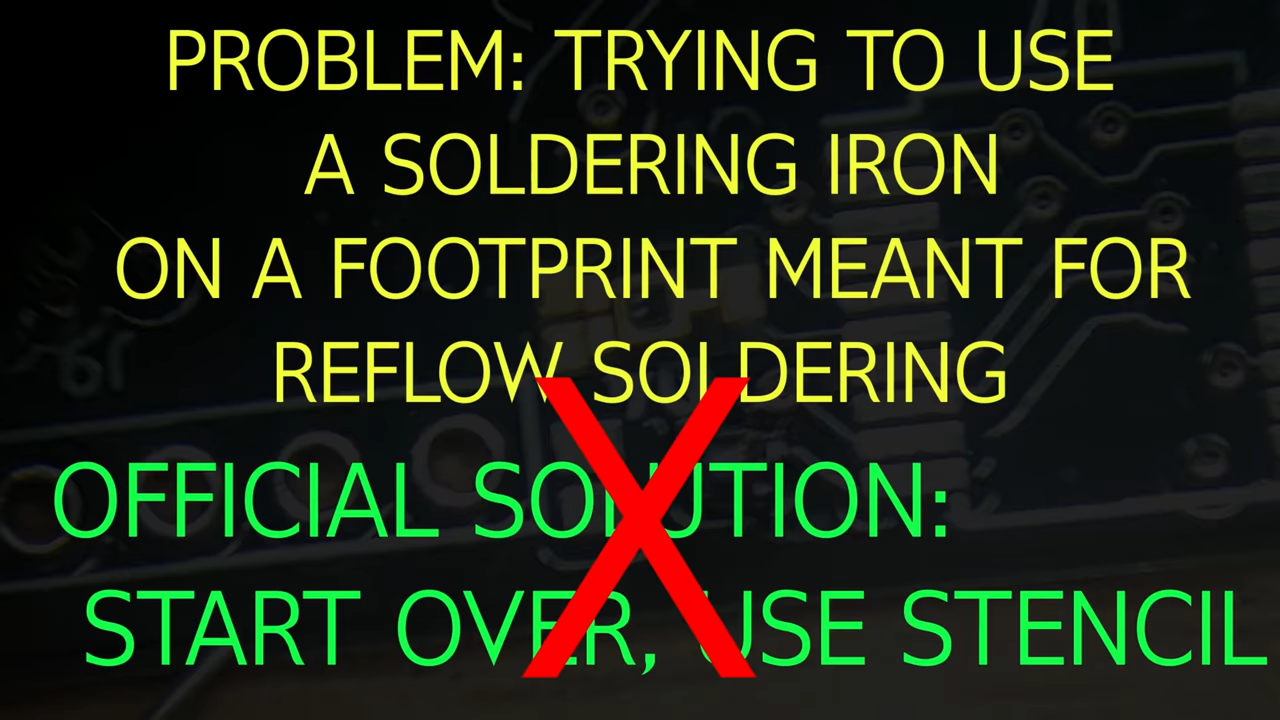 PROBLEM: TRYING TO USE
A SOLDERING IRON
ON A FOOTPRINT MEANT FOR
REFLOW SOLDERING
OFFICIAL SOLUTION:
START OVER, USE STENCIL